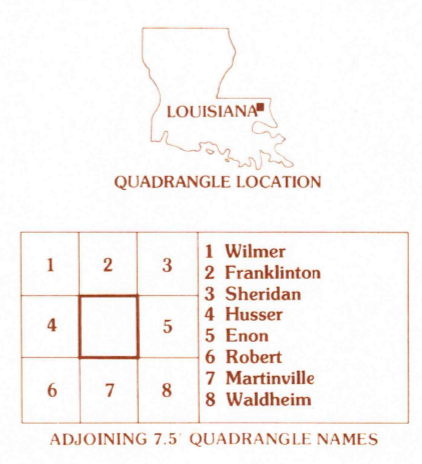 LOUISIANA
QUADRANGLE LOCATION
1 2 3
4 5
6 7 8
1 Wilmer
2 Franklinton
3 Sheridan
4 Husser
5 Enon
6 Robert
7 Martinville
8 Waldheim
ADJOINING 7.5′ QUADRANGLE NAMES